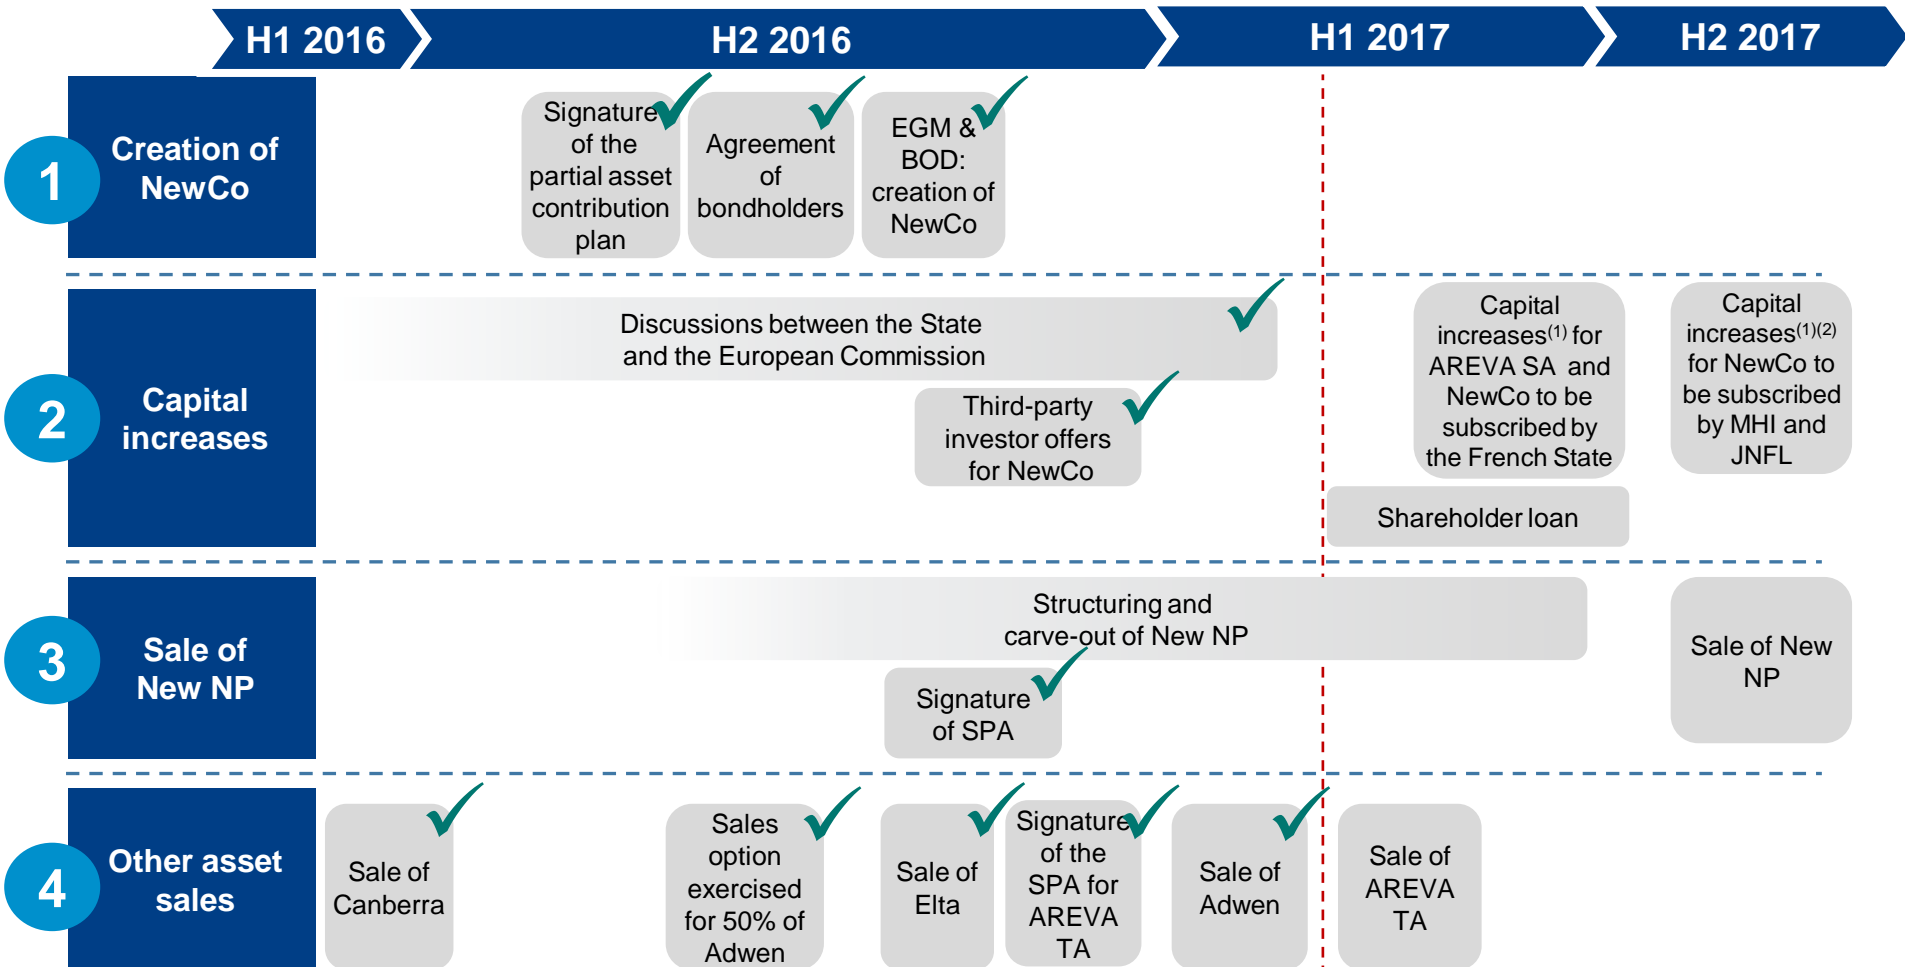 H1 2016
H2 2016
H1 2017
H2 2017
1
Creation of
NewCo
Signature
of the
partial asset
contribution
plan
Agreement
of
bondholders
EGM &
BOD:
creation of
NewCo
2
Capital
increases
Discussions between the State
and the European Commission
Third-party
investor offers
for NewCo
Capital
increases(1) for
AREVA SA and
NewCo to be
subscribed by
the French State
Shareholder loan
Capital
increases(1)(2)
for NewCo to
be subscribed
by MHI and
JNFL
3
Sale of
New NP
Structuring and
carve-out of New NP
Signature
of SPA
Sale of New
NP
4
Other asset
sales
Sale of
Canberra
Sales
option
exercised
for 50% of
Adwen
Sale of
Elta
Signature
of the
SPA for
AREVA
TA
Sale of
Adwen
Sale of
AREVA
TA